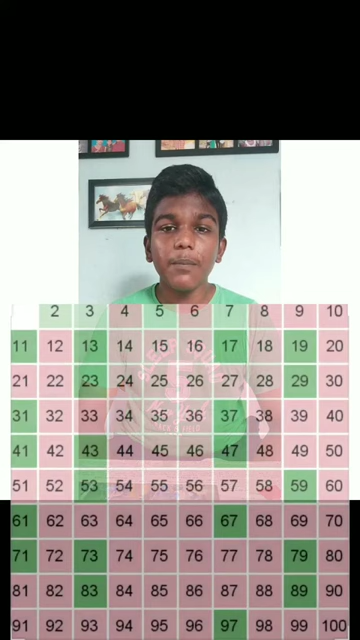 2 3 4 5 6 7 8 9 10
11 12 13 14 15 16 17 18 19 20
21 22 23 24 25 26 27 28 29 30
31 32 33 34 35 36 37 38 39 40
41 42 43 44 45 46 47 48 49 50
51 52 53 54 55 56 57 58 59 60
61 62 63 64 65 66 67 68 69 70
71 72 73 74 75 76 77 78 79 80
81 82 83 84 85 86 87 88 89 90
91 92 93 94 95 96 97 98 99 100